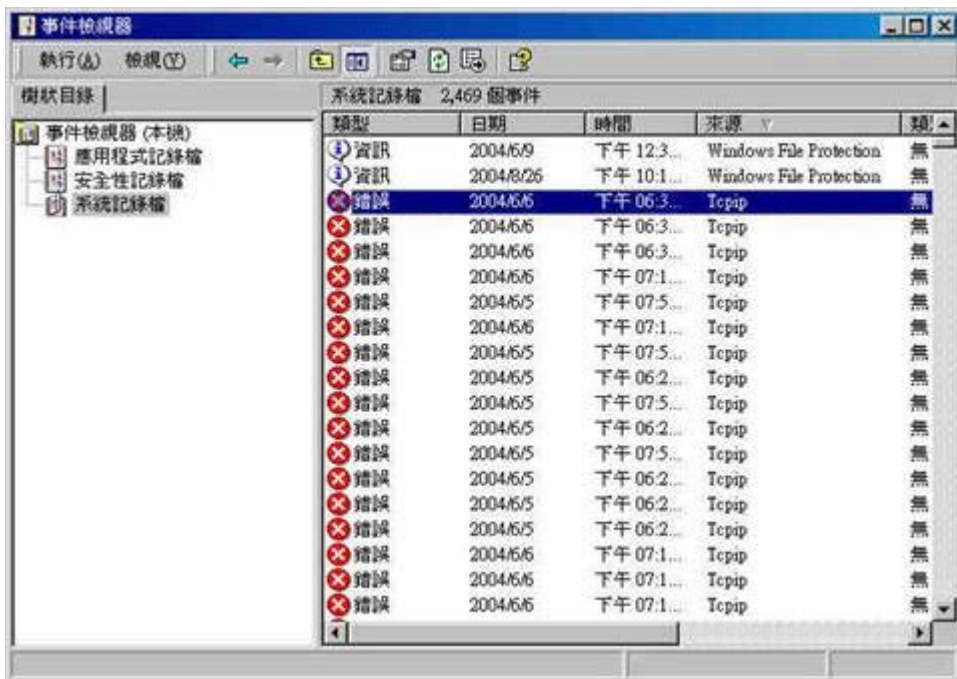 事件檢視器
執行(A) 檢視(V)
樹狀目錄
系統記錄檔 2,469 個事件
事件檢視器 (本機)
應用程式記錄檔
安全性記錄檔
系統記錄檔
類型 日期 時間 來源 類
資訊 2004/6/9 下午 12:3... Windows File Protection 無
資訊 2004/8/26 下午 10:1... Windows File Protection 無
錯誤 2004/6/6 下午 06:3... Tcpip 無
錯誤 2004/6/6 下午 06:3... Tcpip 無
錯誤 2004/6/6 下午 06:3... Tcpip 無
錯誤 2004/6/6 下午 07:1... Tcpip 無
錯誤 2004/6/5 下午 07:5... Tcpip 無
錯誤 2004/6/6 下午 07:1... Tcpip 無
錯誤 2004/6/5 下午 07:5... Tcpip 無
錯誤 2004/6/5 下午 06:2... Tcpip 無
錯誤 2004/6/5 下午 07:5... Tcpip 無
錯誤 2004/6/5 下午 06:2... Tcpip 無
錯誤 2004/6/5 下午 07:5... Tcpip 無
錯誤 2004/6/5 下午 06:2... Tcpip 無
錯誤 2004/6/5 下午 06:2... Tcpip 無
錯誤 2004/6/5 下午 06:2... Tcpip 無
錯誤 2004/6/6 下午 07:1... Tcpip 無
錯誤 2004/6/6 下午 07:1... Tcpip 無
錯誤 2004/6/6 下午 07:1... Tcpip 無